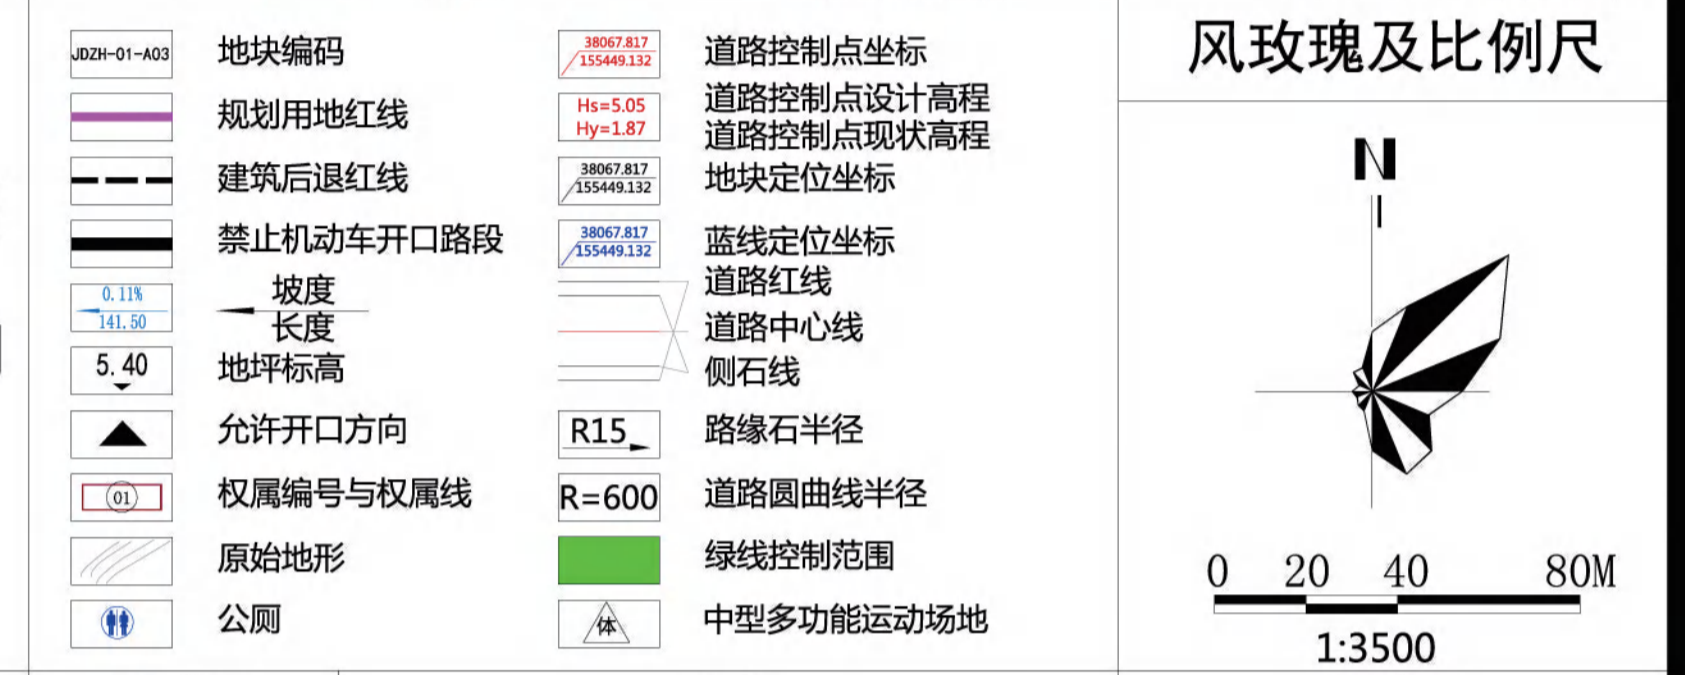 JDZH-01-A03 地块编码
规划用地红线
建筑后退红线
禁止机动车开口路段
0.11% 坡度
141.50 长度
5.40 地坪标高
允许开口方向
01 权属编号与权属线
原始地形
公厕
38067.817
155449.132 道路控制点坐标
Hs=5.05 道路控制点设计高程
Hy=1.87 道路控制点现状高程
38067.817
155449.132 地块定位坐标
38067.817
155449.132 蓝线定位坐标
道路红线
道路中心线
侧石线
R15 路缘石半径
R=600 道路圆曲线半径
绿线控制范围
体 中型多功能运动场地
风玫瑰及比例尺
N
0 20 40 80M
1:3500